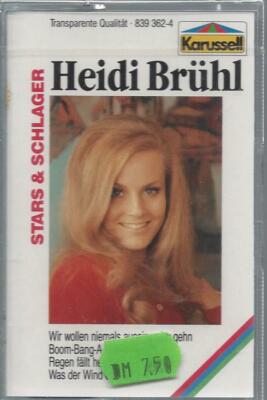 Transparente Qualität · 839 362-4
Karussell
Heidi Brühl
STARS & SCHLAGER
Wir wollen niemals gehn
Boom-Bang-A
Regen fällt
Was der Wind
DM 7.50